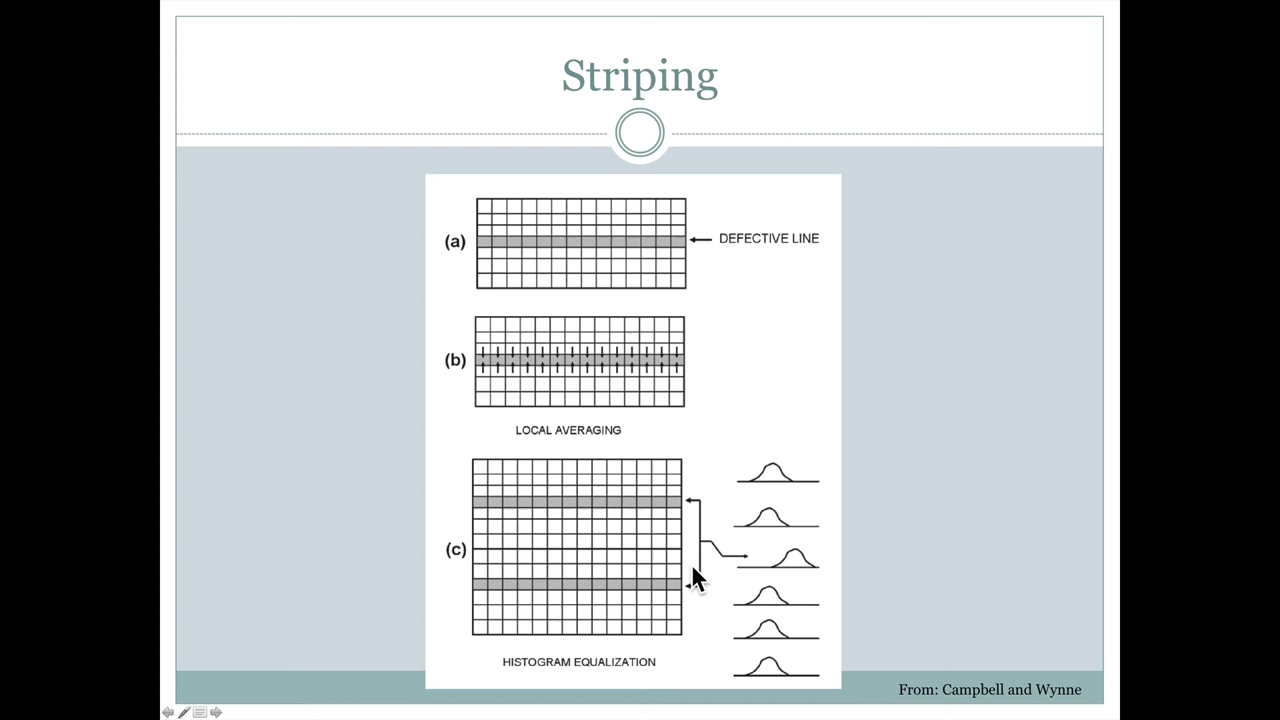 Striping
(a)
DEFECTIVE LINE
(b)
LOCAL AVERAGING
(c)
HISTOGRAM EQUALIZATION
From: Campbell and Wynne